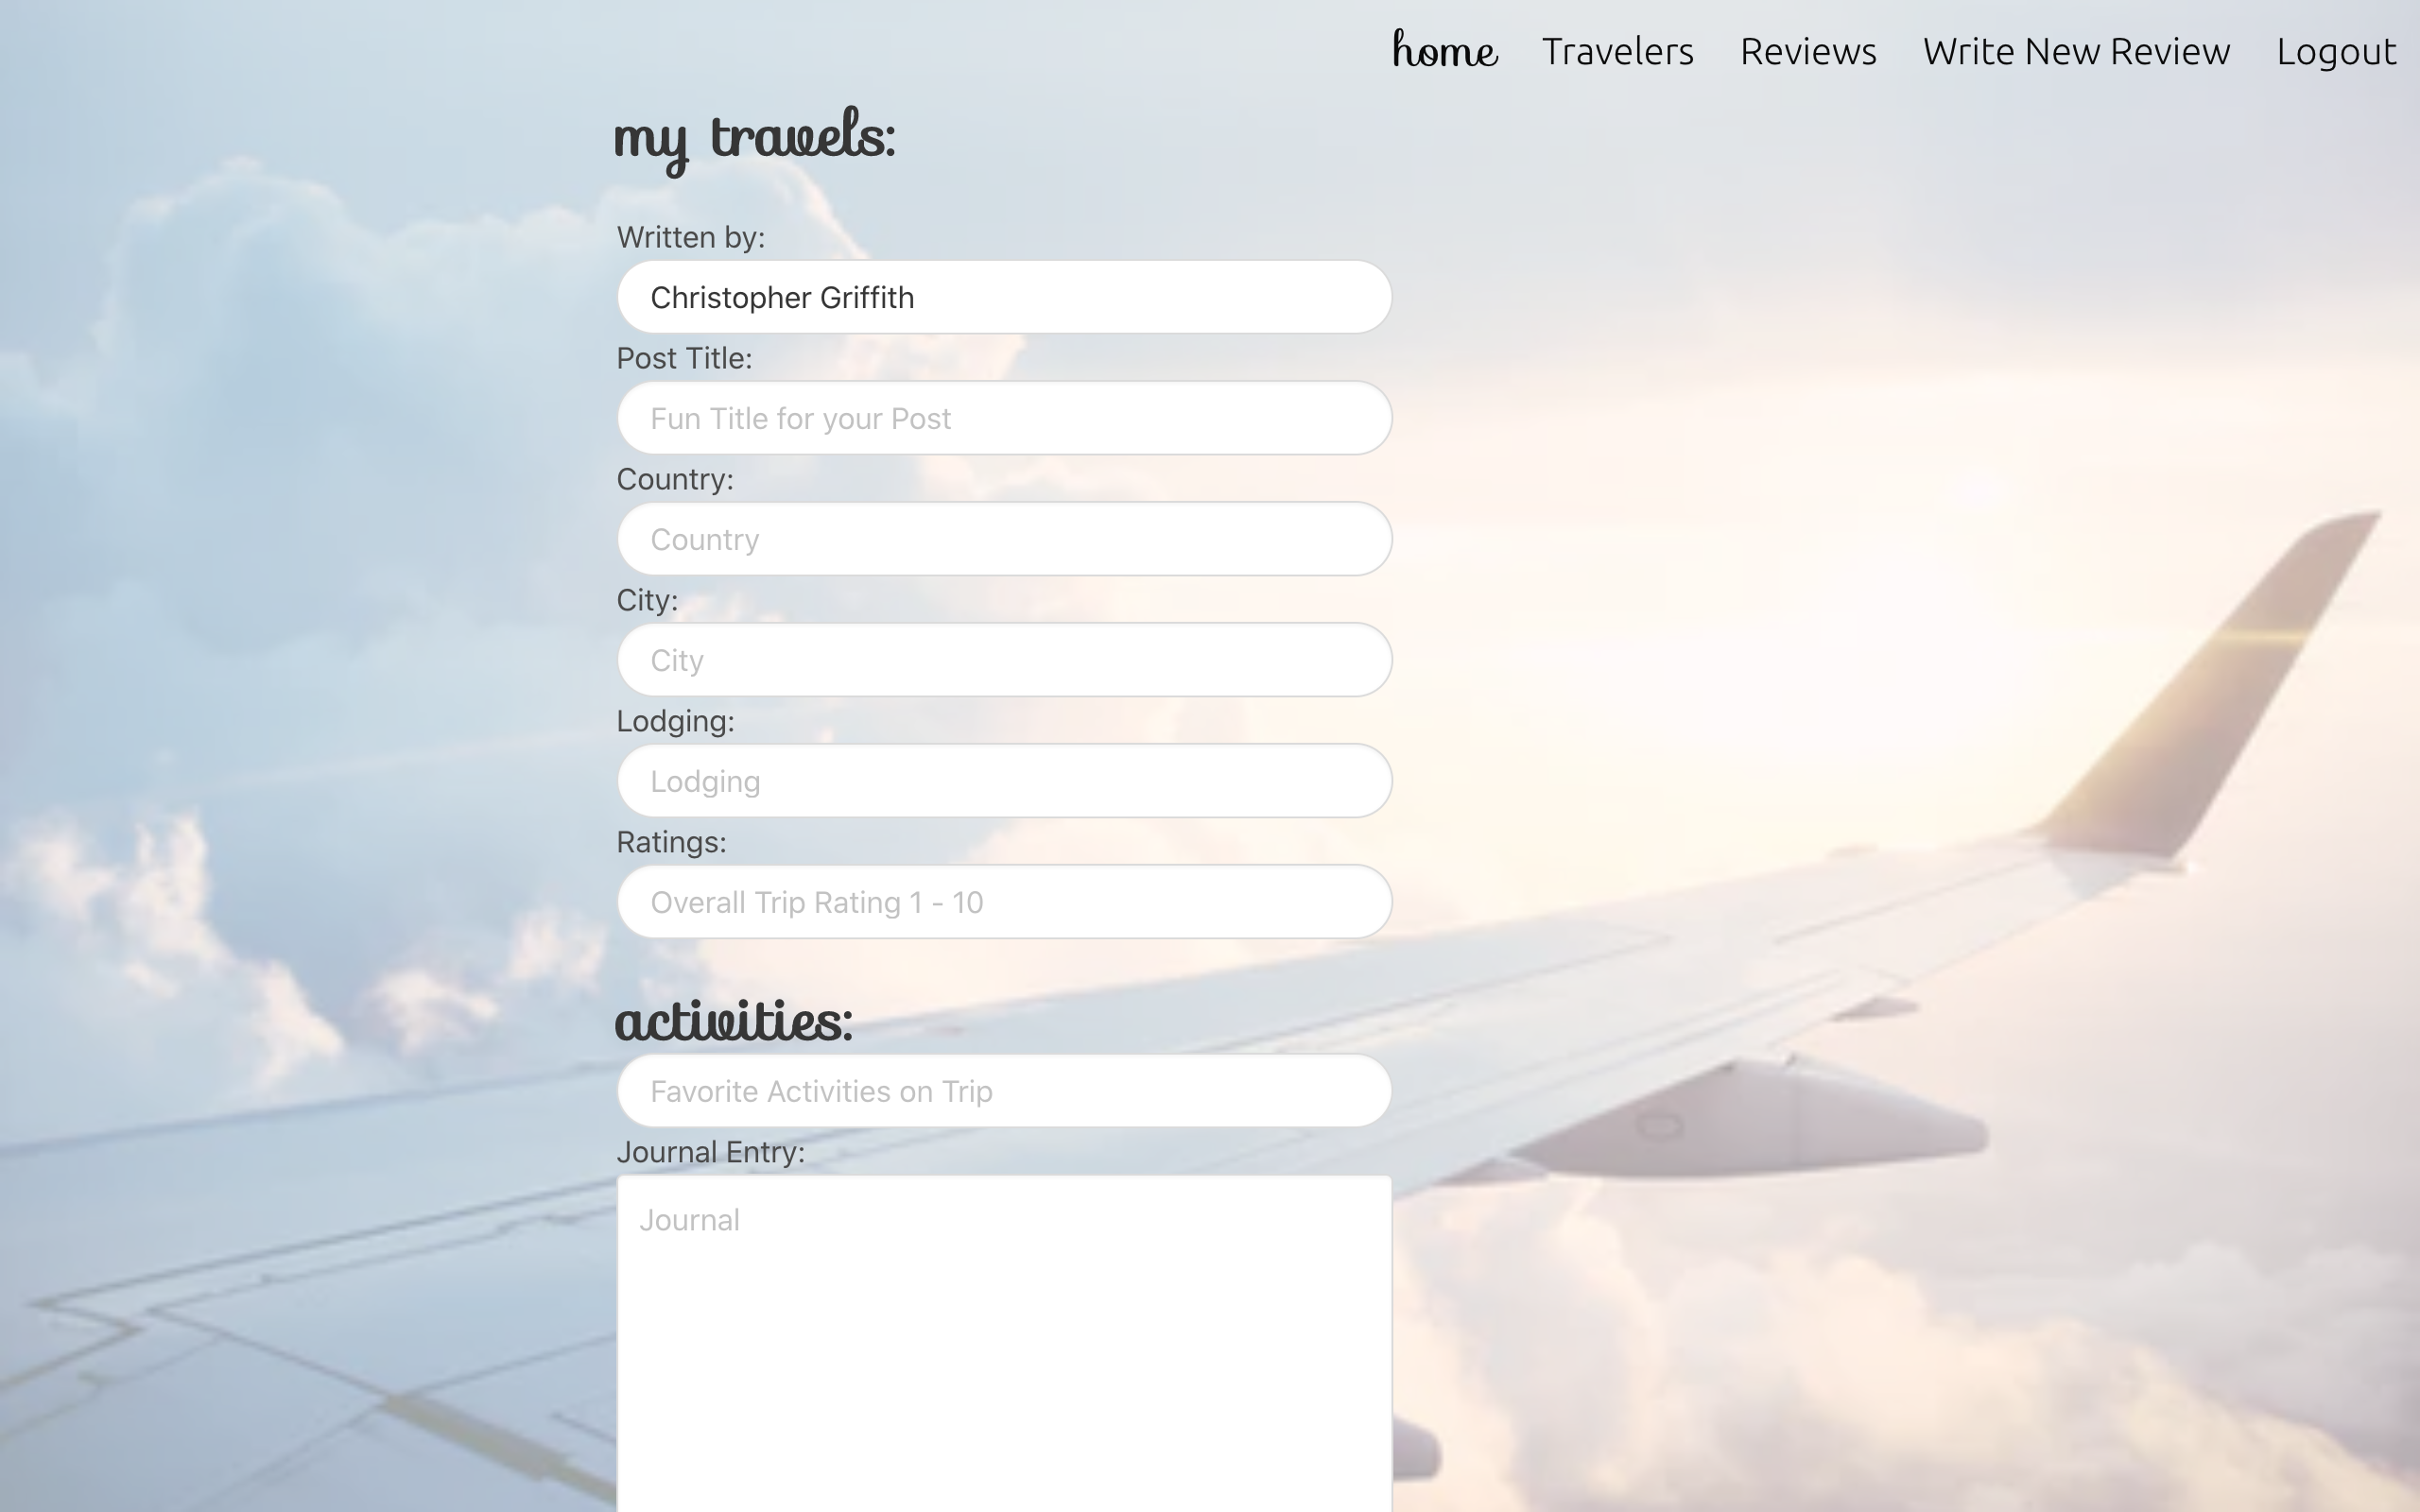 home Travelers Reviews Write New Review Logout
my travels:
Written by:
Christopher Griffith
Post Title:
Fun Title for your Post
Country:
Country
City:
City
Lodging:
Lodging
Ratings:
Overall Trip Rating 1 - 10
activities:
Favorite Activities on Trip
Journal Entry:
Journal